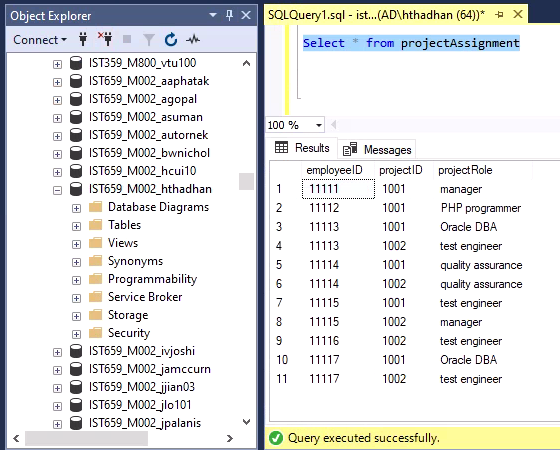 Object Explorer
Connect
IST359_M800_vtu100
IST659_M002_aaphatak
IST659_M002_agopal
IST659_M002_asuman
IST659_M002_autornek
IST659_M002_bwnichol
IST659_M002_hcui10
IST659_M002_hthadhan
Database Diagrams
Tables
Views
Synonyms
Programmability
Service Broker
Storage
Security
IST659_M002_ivjoshi
IST659_M002_jamccurn
IST659_M002_jjian03
IST659_M002_jlo101
IST659_M002_jpalanis
SQLQuery1.sql - ist...(AD\hthadhan (64))*
Select * from projectAssignment
100 %
Results Messages
employeeID projectID projectRole
1 11111 1001 manager
2 11112 1001 PHP programmer
3 11113 1001 Oracle DBA
4 11113 1002 test engineer
5 11114 1001 quality assurance
6 11114 1002 quality assurance
7 11115 1001 test engineer
8 11115 1002 manager
9 11116 1002 test engineer
10 11117 1001 Oracle DBA
11 11117 1002 test engineer
Query executed successfully.